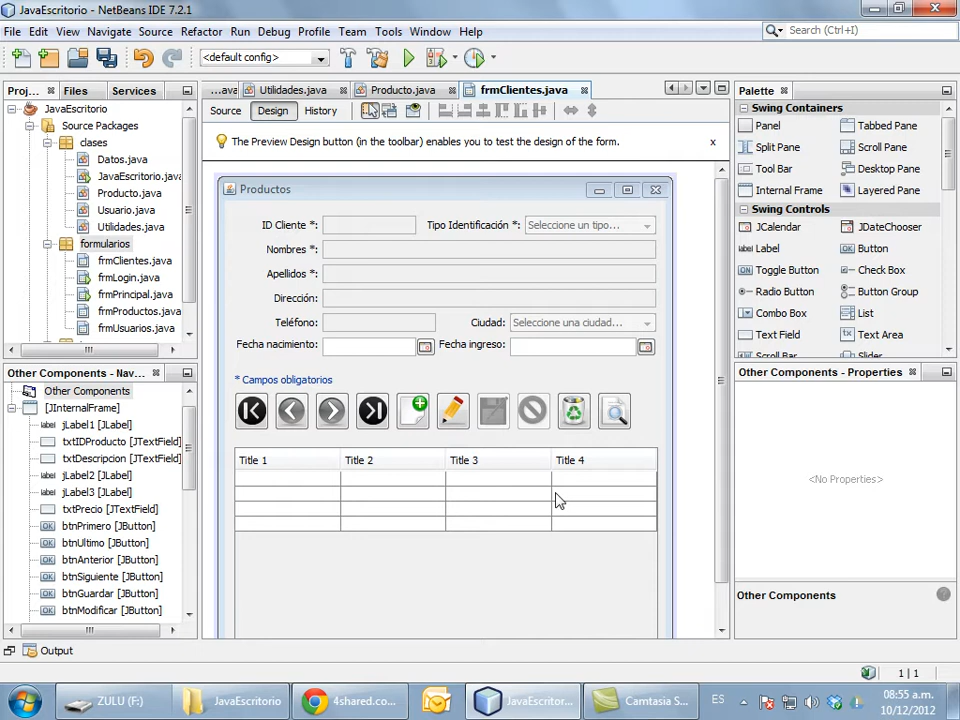 JavaEscritorio - NetBeans IDE 7.2.1
File Edit View Navigate Source Refactor Run Debug Profile Team Tools Window Help
Search (Ctrl+I)
<default config>
Proj... Files Services
...ava Utilidades.java Producto.java frmClientes.java
Palette
JavaEscritorio
Source Packages
clases
Datos.java
JavaEscritorio.java
Producto.java
Usuario.java
Utilidades.java
formularios
frmClientes.java
frmLogin.java
frmPrincipal.java
frmProductos.java
frmUsuarios.java
Source Design History
The Preview Design button (in the toolbar) enables you to test the design of the form. x
Productos
ID Cliente *: Tipo Identificación *: Seleccione un tipo...
Nombres *:
Apellidos *:
Dirección:
Teléfono: Ciudad: Seleccione una ciudad...
Fecha nacimiento: Fecha ingreso:
* Campos obligatorios
Title 1 Title 2 Title 3 Title 4
Swing Containers
Panel Tabbed Pane
Split Pane Scroll Pane
Tool Bar Desktop Pane
Internal Frame Layered Pane
Swing Controls
JCalendar JDateChooser
Label Button
Toggle Button Check Box
Radio Button Button Group
Combo Box List
Text Field Text Area
Scroll Bar Slider
Other Components - Nav...
Other Components
[JInternalFrame]
jLabel1 [JLabel]
txtIDProducto [JTextField]
txtDescripcion [JTextField]
jLabel2 [JLabel]
jLabel3 [JLabel]
txtPrecio [JTextField]
btnPrimero [JButton]
btnUltimo [JButton]
btnAnterior [JButton]
btnSiguiente [JButton]
btnGuardar [JButton]
btnModificar [JButton]
Other Components - Properties
<No Properties>
Other Components
Output
1 | 1
ZULU (F:) JavaEscritorio 4shared.co... JavaEscritor... Camtasia S... ES
08:55 a.m.
10/12/2012